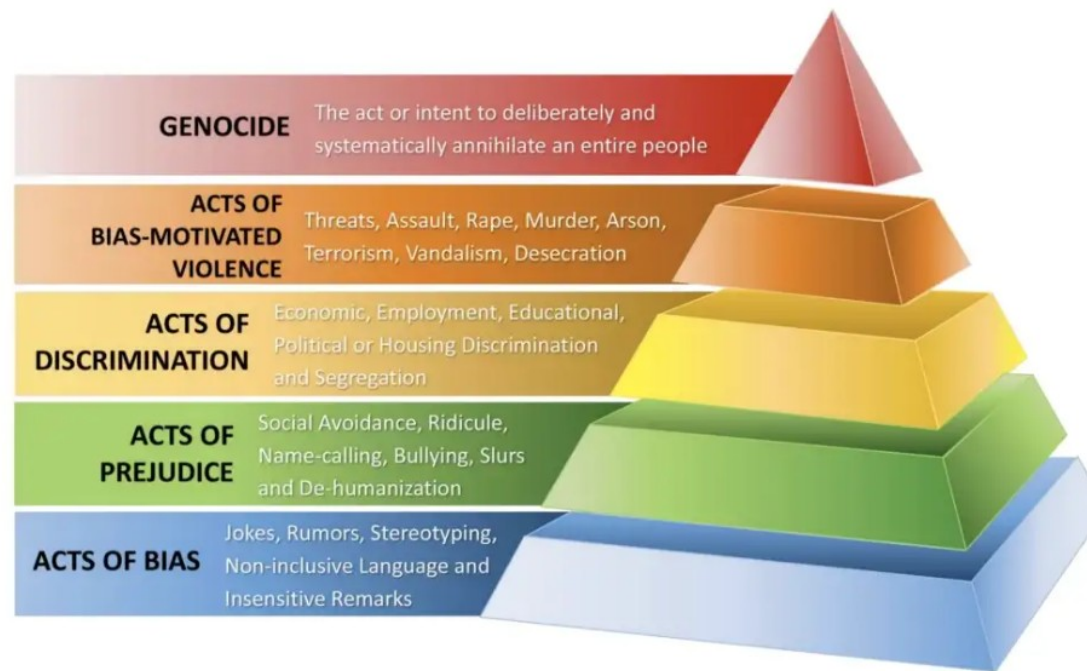 GENOCIDE
The act or intent to deliberately and
systematically annihilate an entire people
ACTS OF
BIAS-MOTIVATED
VIOLENCE
Threats, Assault, Rape, Murder, Arson,
Terrorism, Vandalism, Desecration
ACTS OF
DISCRIMINATION
Economic, Employment, Educational,
Political or Housing Discrimination
and Segregation
ACTS OF
PREJUDICE
Social Avoidance, Ridicule,
Name-calling, Bullying, Slurs
and De-humanization
ACTS OF BIAS
Jokes, Rumors, Stereotyping,
Non-inclusive Language and
Insensitive Remarks